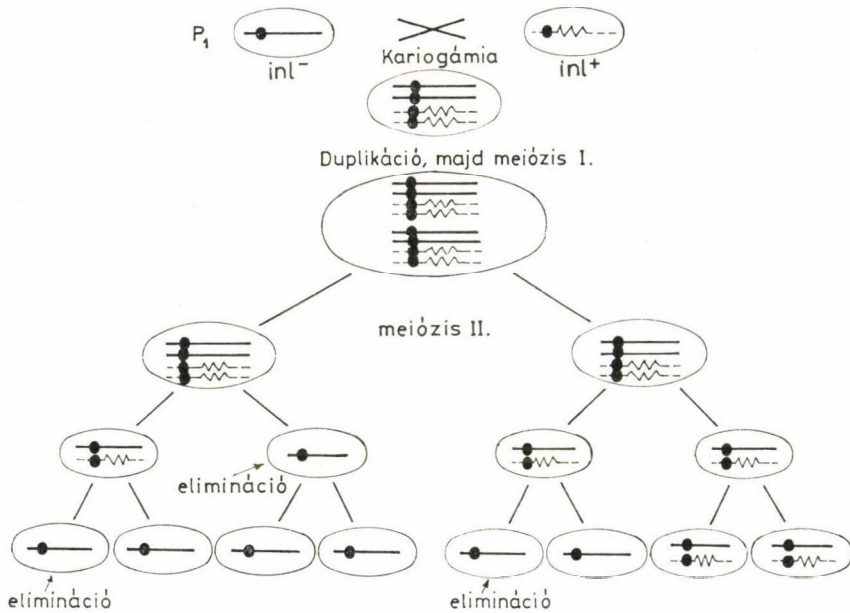 P₁
inl⁻
Kariogámia
inl⁺
Duplikáció, majd meiózis I.
meiózis II.
elimináció
elimináció
elimináció